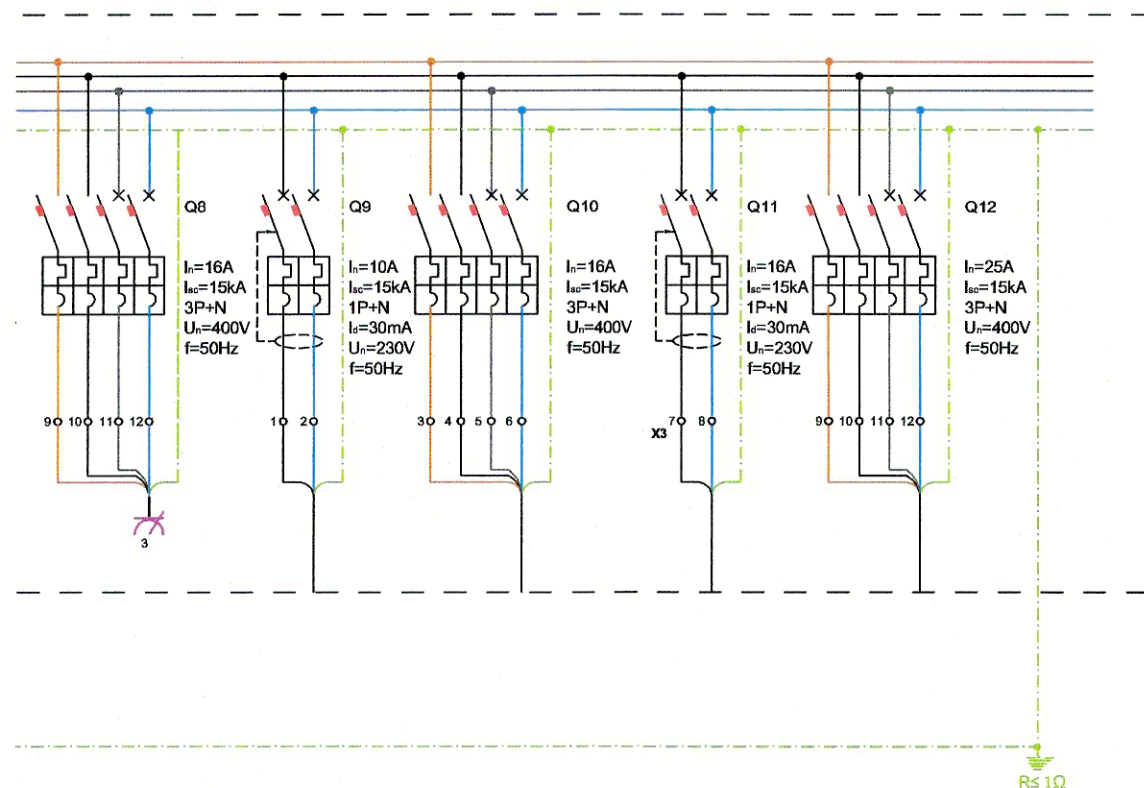 Q8
Iₙ=16A
Isc=15kA
3P+N
Uₙ=400V
f=50Hz
Q9
Iₙ=10A
Isc=15kA
1P+N
Id=30mA
Uₙ=230V
f=50Hz
Q10
Iₙ=16A
Isc=15kA
3P+N
Uₙ=400V
f=50Hz
Q11
Iₙ=16A
Isc=15kA
1P+N
Id=30mA
Uₙ=230V
f=50Hz
Q12
Iₙ=25A
Isc=15kA
3P+N
Uₙ=400V
f=50Hz
9 10 11 12
1 2
3 4 5 6
X3 7 8
9 10 11 12
3
R≤ 1Ω